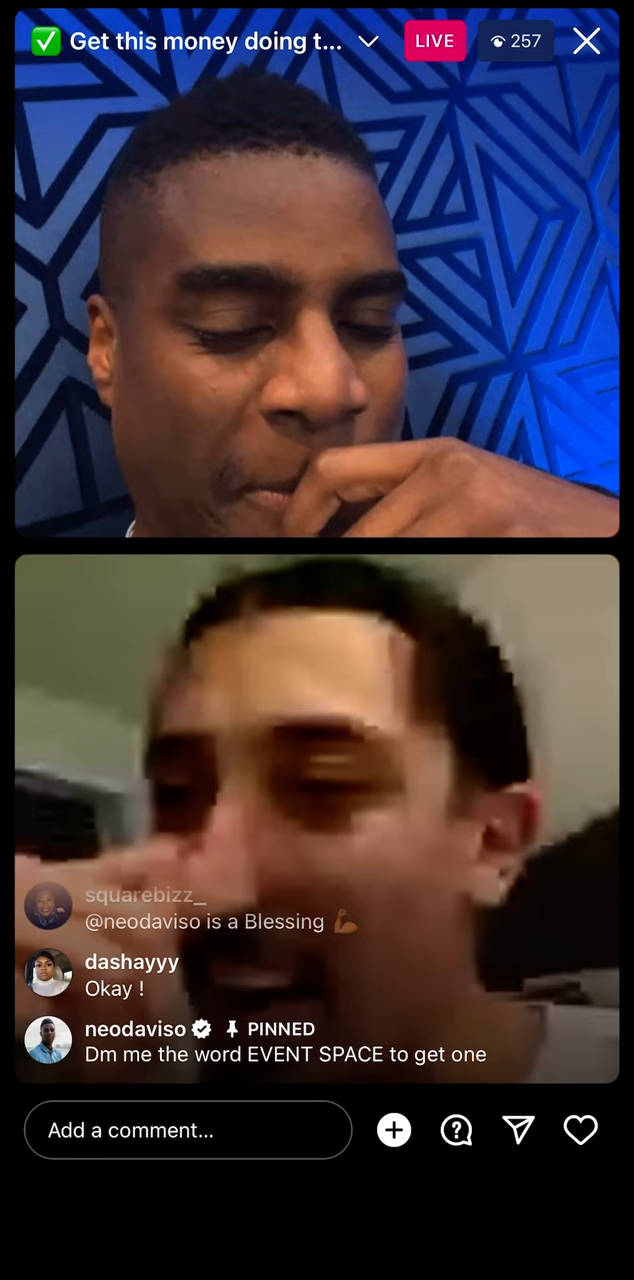 ✅ Get this money doing t...
LIVE
257
squarebizz_
@neodaviso is a Blessing 💪🏾
dashayyy
Okay !
neodaviso PINNED
Dm me the word EVENT SPACE to get one
Add a comment...